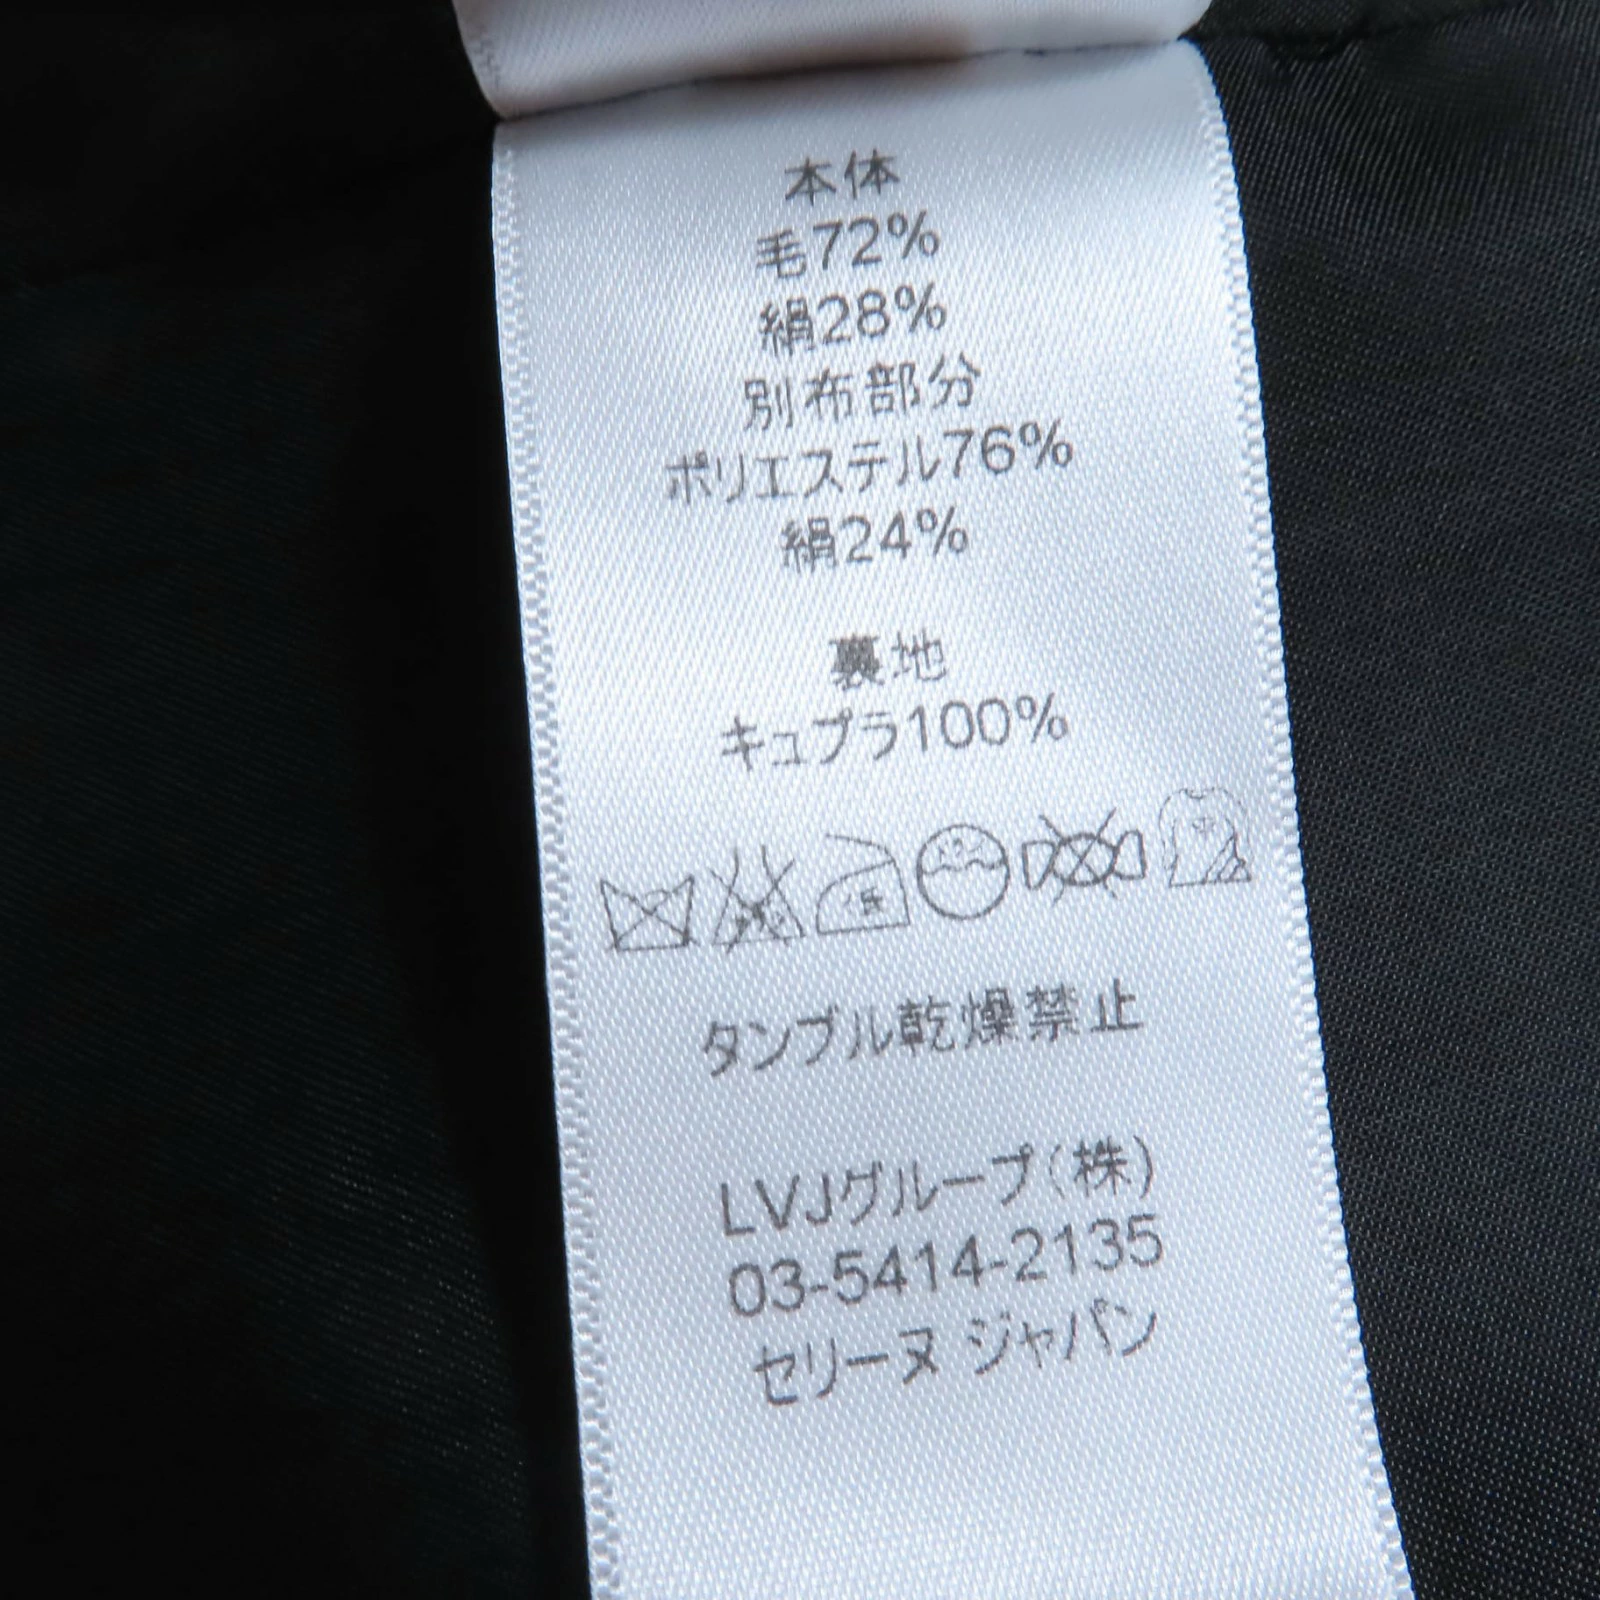 本体
毛72%
絹28%
別布部分
ポリエステル76%
絹24%
裏地
キュプラ100%
タンブル乾燥禁止
LVJグループ(株)
03-5414-2135
セリーヌ ジャパン